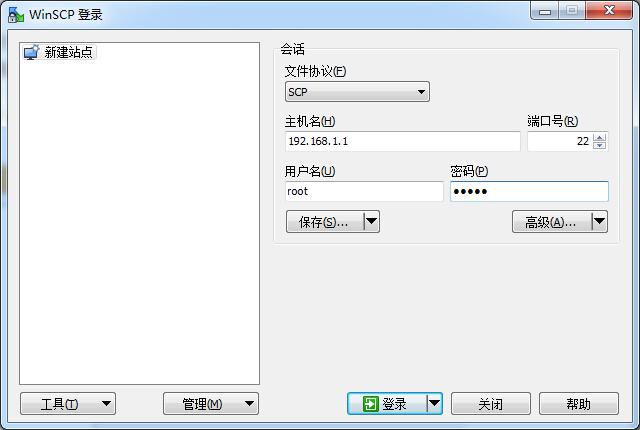 WinSCP 登录
新建站点
会话
文件协议(F)
SCP
主机名(H) 端口号(R)
192.168.1.1 22
用户名(U) 密码(P)
root ●●●●●
保存(S)... 高级(A)...
工具(T) 管理(M) 登录 关闭 帮助